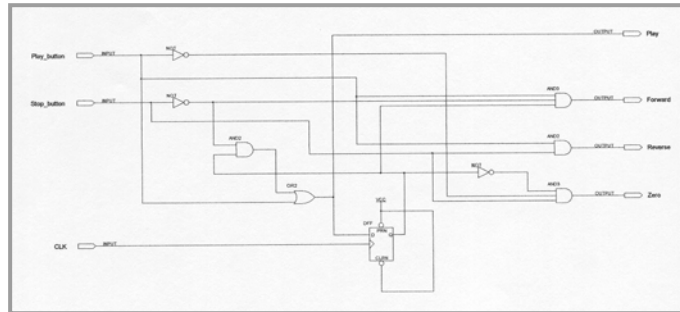 OUTPUT Play
Play_button INPUT NOT
AND3 OUTPUT Forward
Stop_button INPUT NOT
AND2 AND2 OUTPUT Reverse
NOT
OR2 AND3 OUTPUT Zero
VCC
DFF PRN
CLK INPUT D Q
CLRN